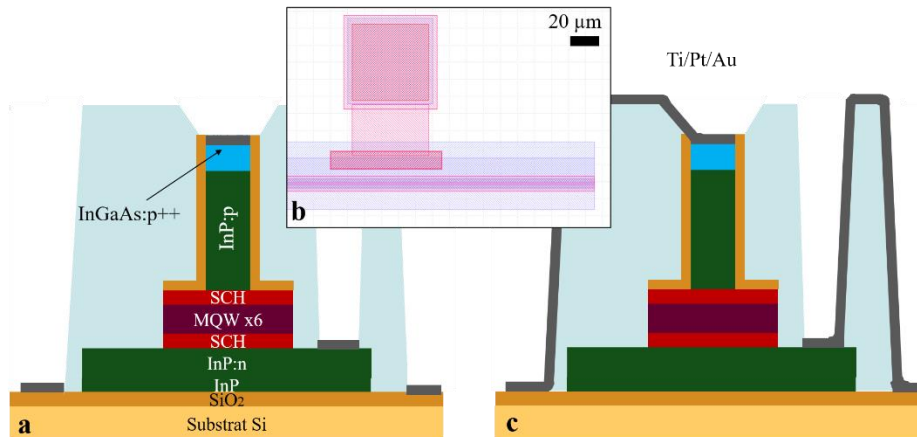 20 µm
Ti/Pt/Au
b
InGaAs:p++
InP:p
SCH
MQW x6
SCH
InP:n
InP
SiO₂
Substrat Si
a
c